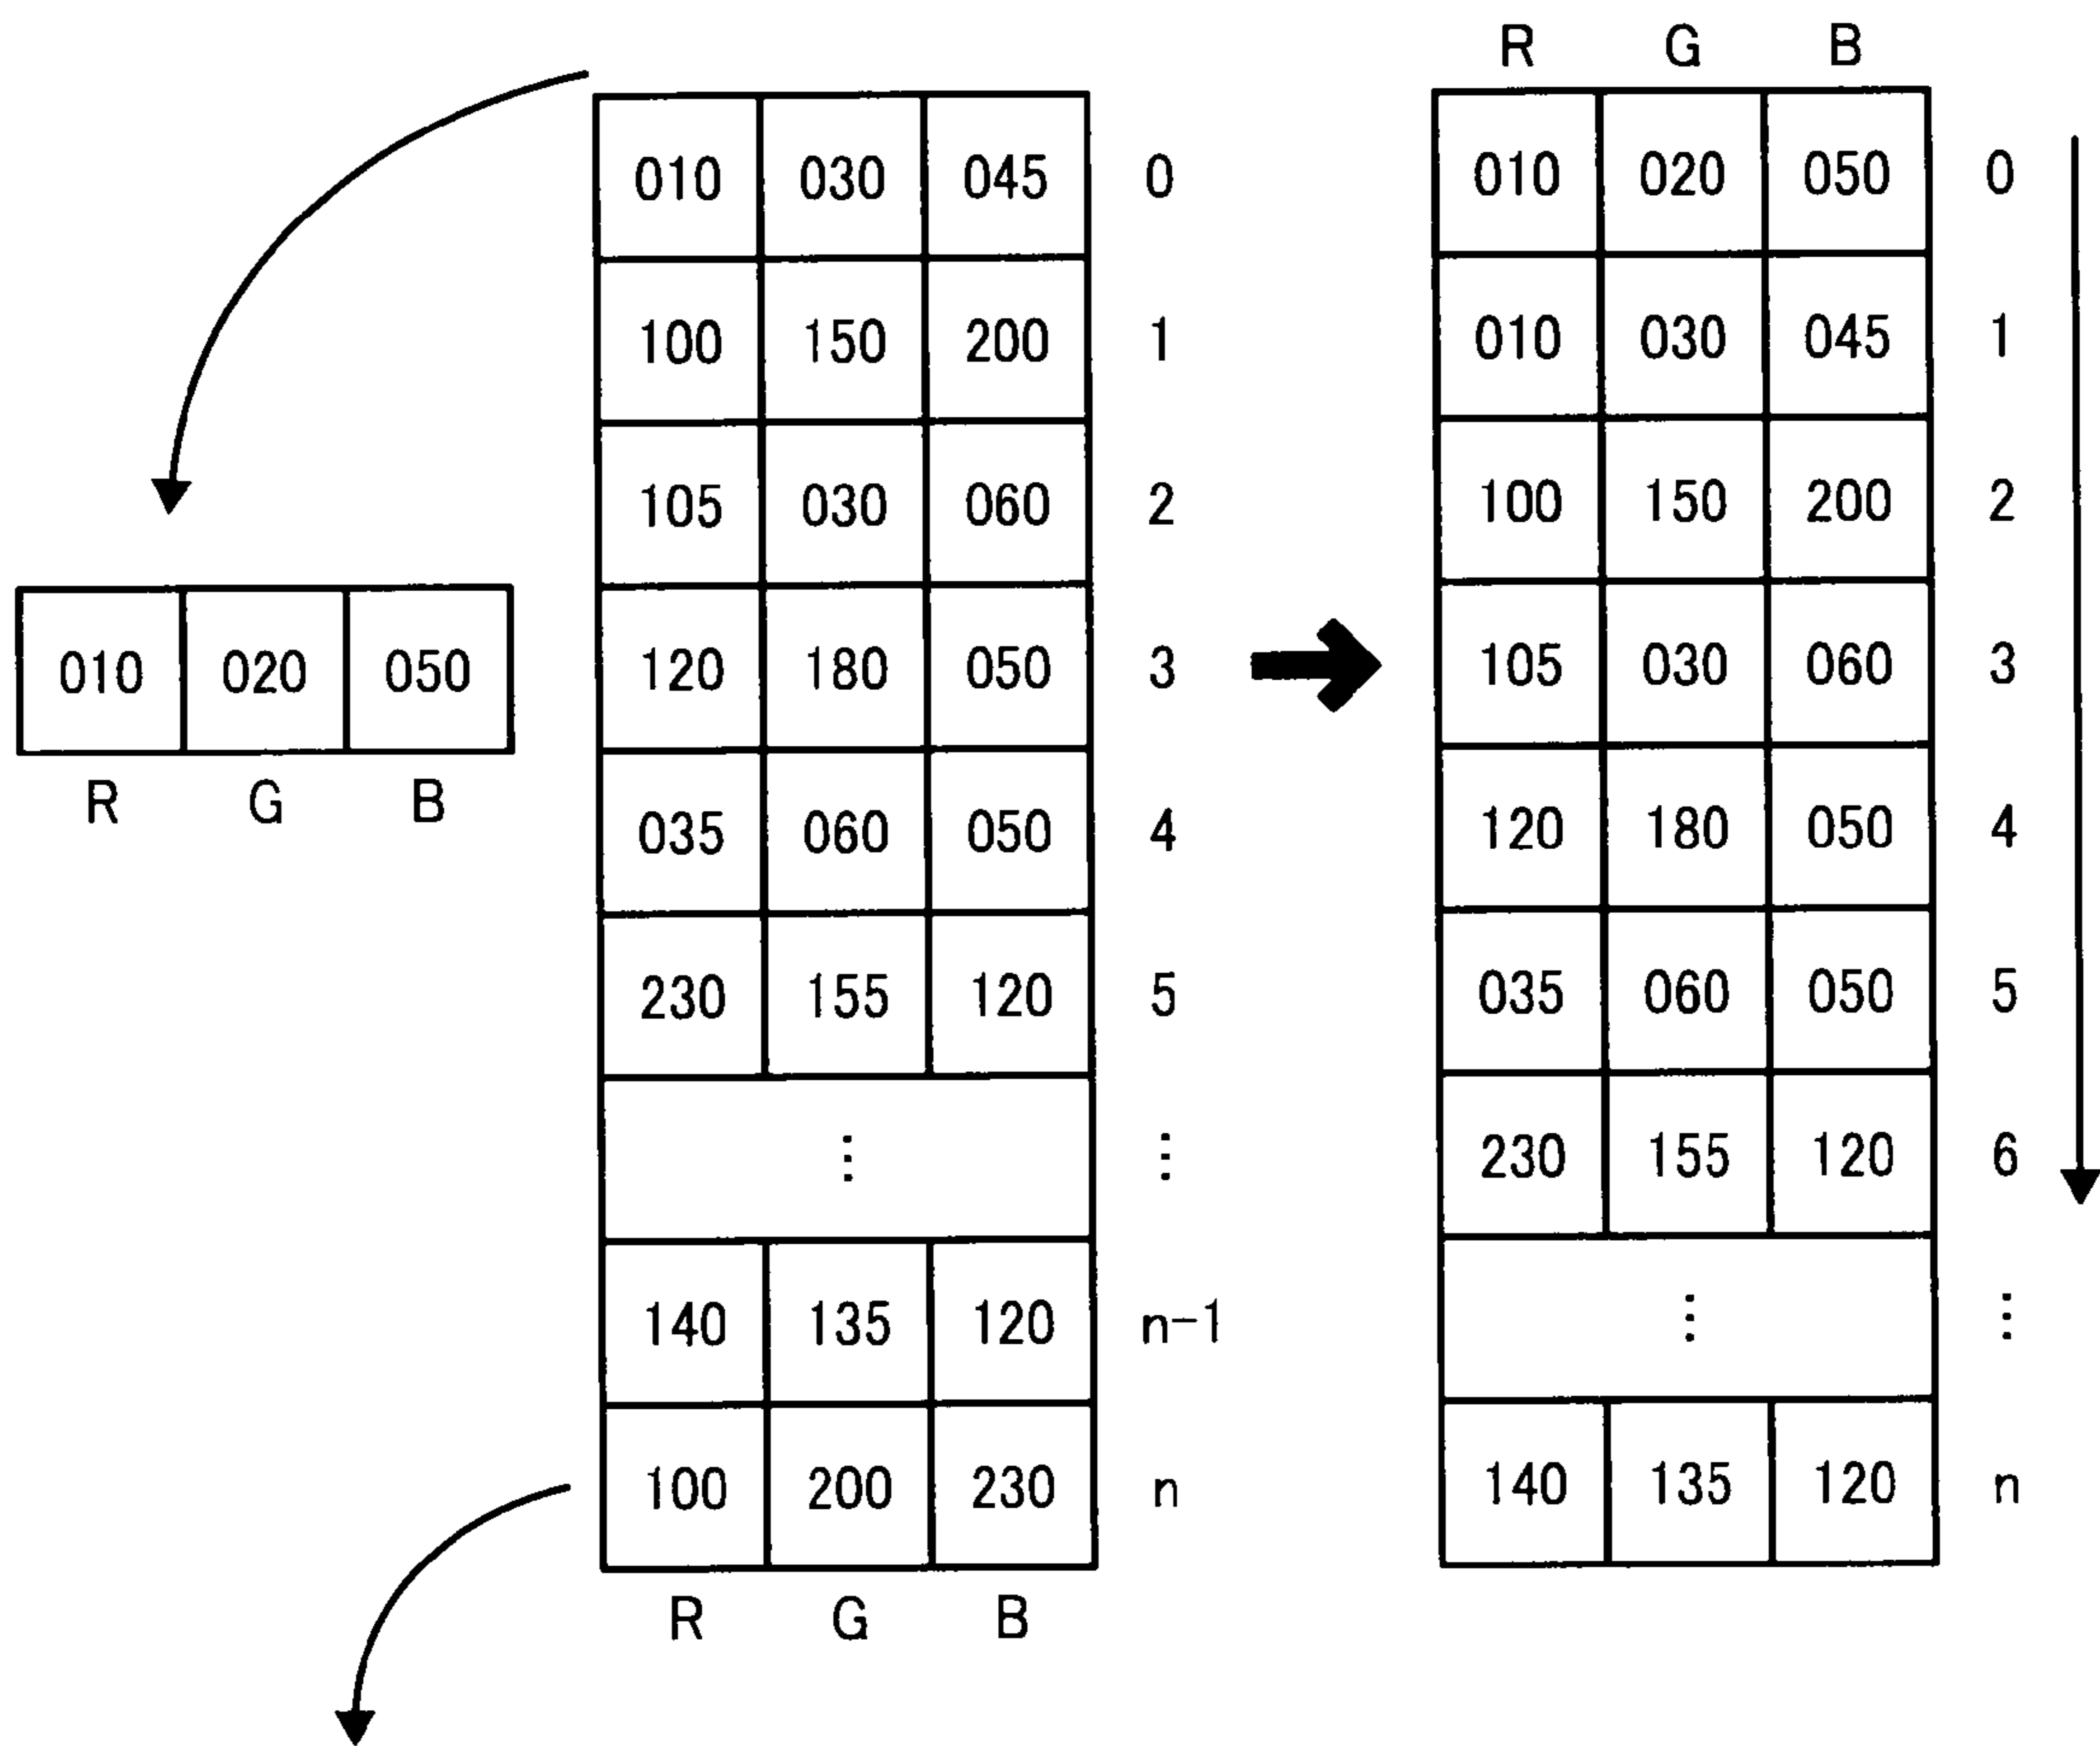 010 020 050
R G B
010 030 045 0
100 150 200 1
105 030 060 2
120 180 050 3
035 060 050 4
230 155 120 5
⋮ ⋮
140 135 120 n-1
100 200 230 n
R G B
R G B
010 020 050 0
010 030 045 1
100 150 200 2
105 030 060 3
120 180 050 4
035 060 050 5
230 155 120 6
⋮ ⋮
140 135 120 n